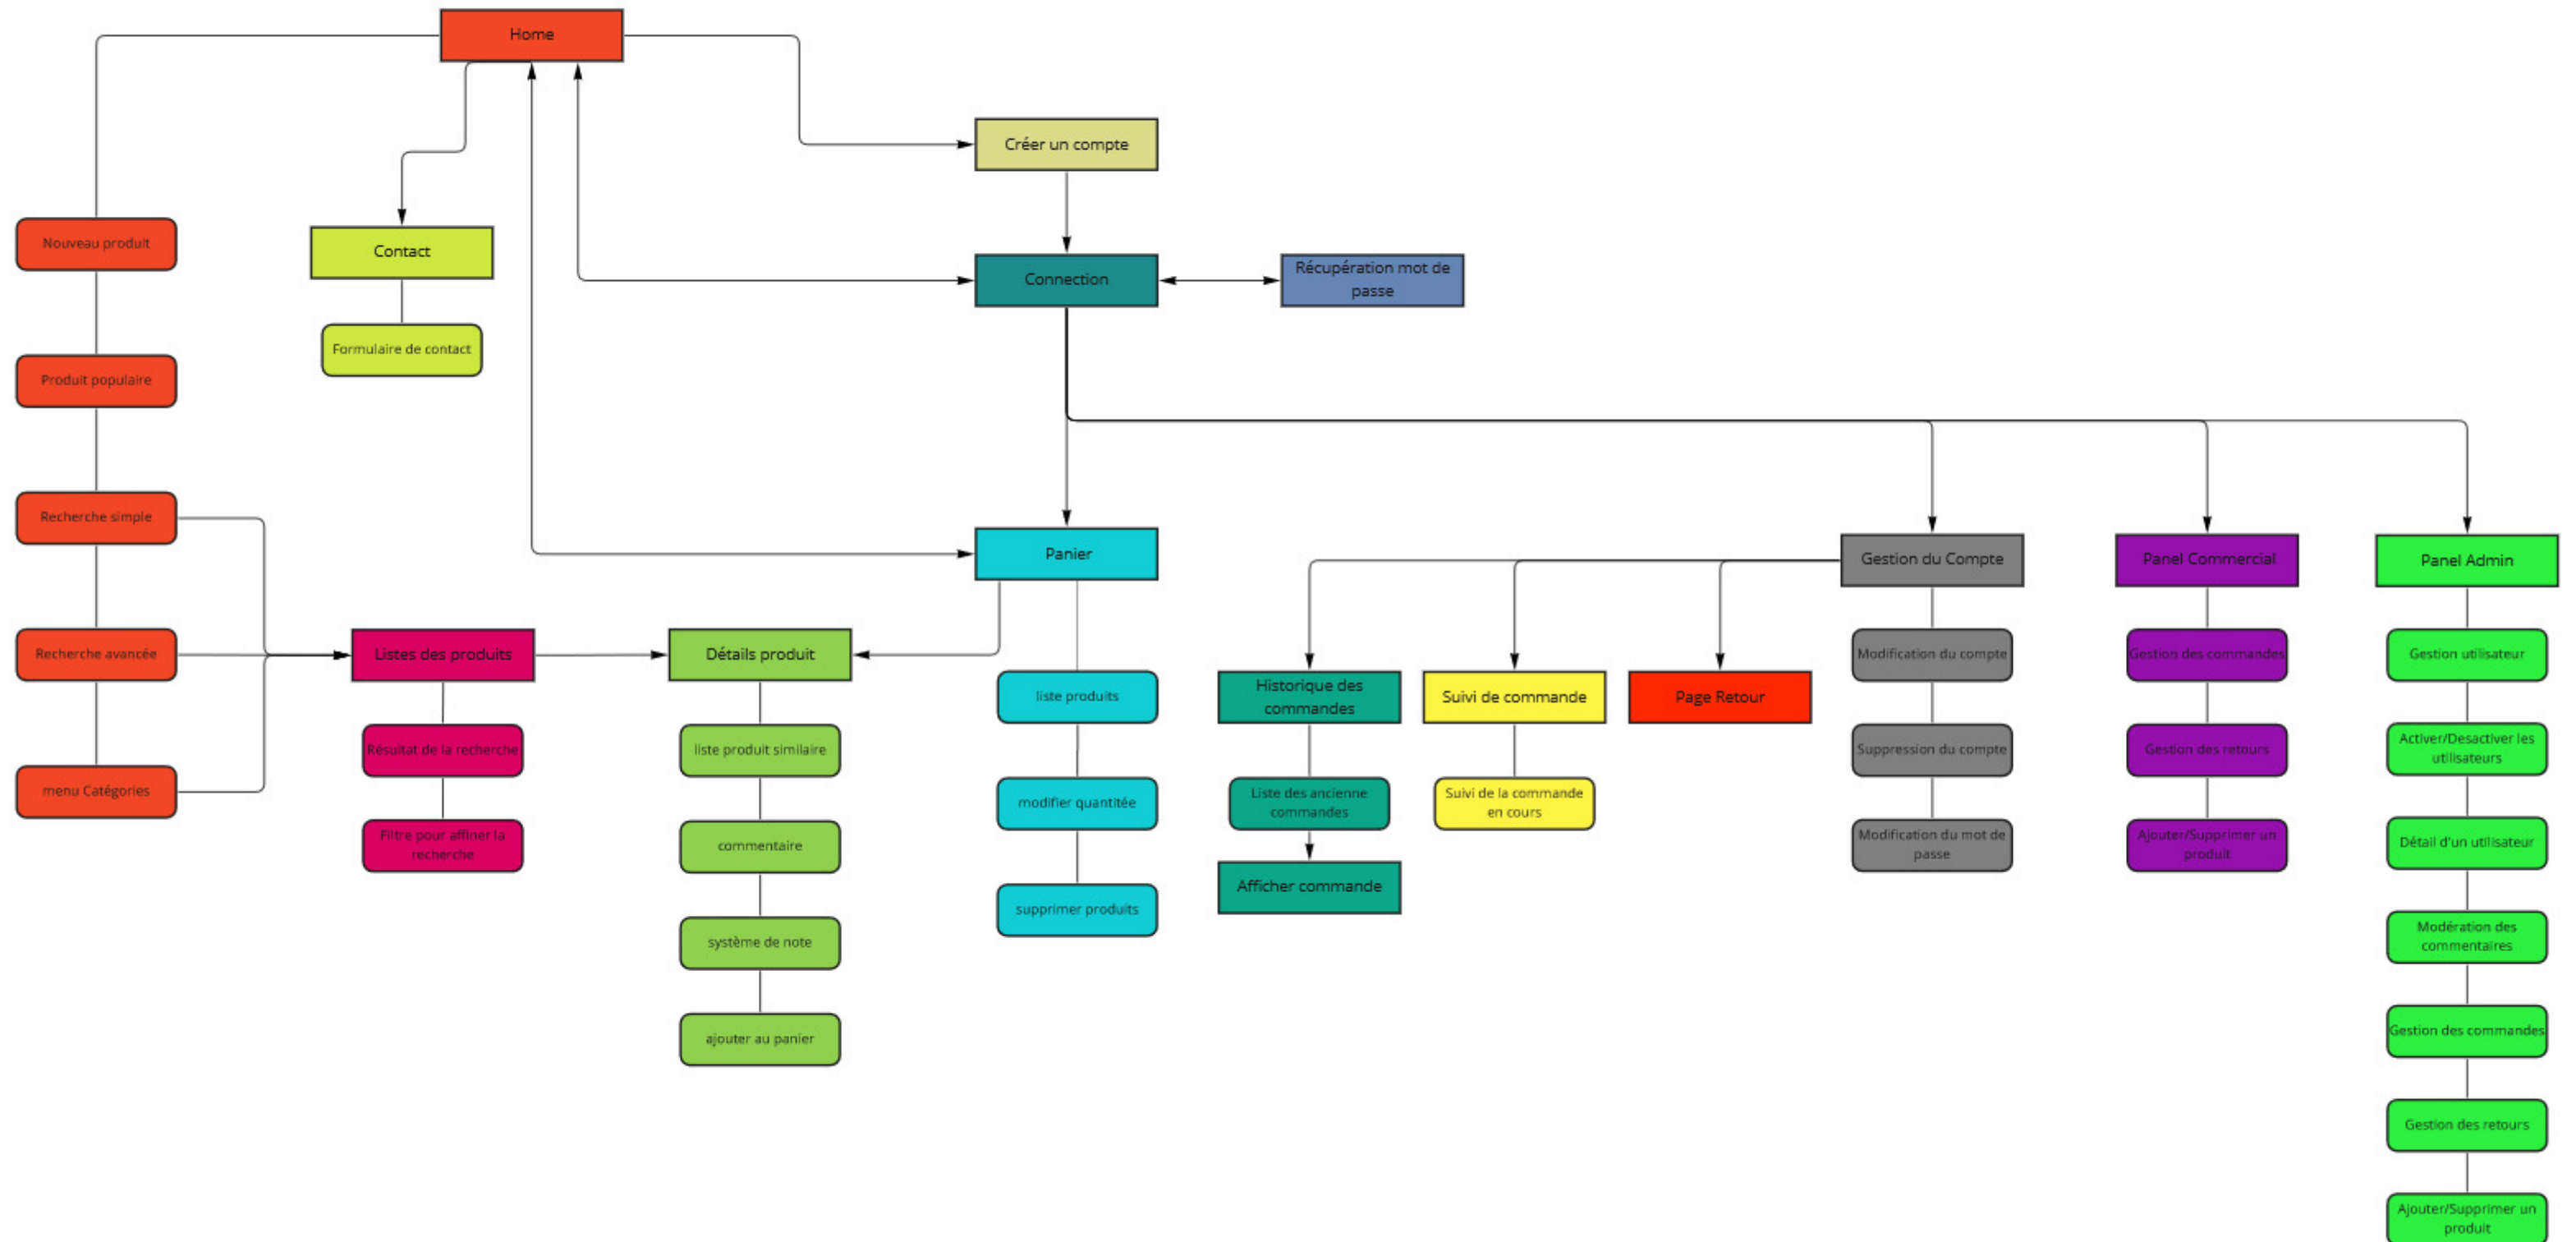 Home
Créer un compte
Nouveau produit
Contact
Connection
Récupération mot de
passe
Formulaire de contact
Produit populaire
Recherche simple
Panier
Gestion du Compte
Panel Commercial
Panel Admin
Recherche avancée
Listes des produits
Détails produit
Modification du compte
Gestion des commandes
Gestion utilisateur
liste produits
Historique des
commandes
Suivi de commande
Page Retour
Résultat de la recherche
liste produit similaire
Suppression du compte
Gestion des retours
Activer/Desactiver les
utilisateurs
menu Catégories
modifier quantitée
Liste des ancienne
commandes
Suivi de la commande
en cours
Filtre pour affiner la
recherche
commentaire
Modification du mot de
passe
Ajouter/Supprimer un
produit
Détail d'un utilisateur
Afficher commande
supprimer produits
système de note
Modération des
commentaires
ajouter au panier
Gestion des commandes
Gestion des retours
Ajouter/Supprimer un
produit